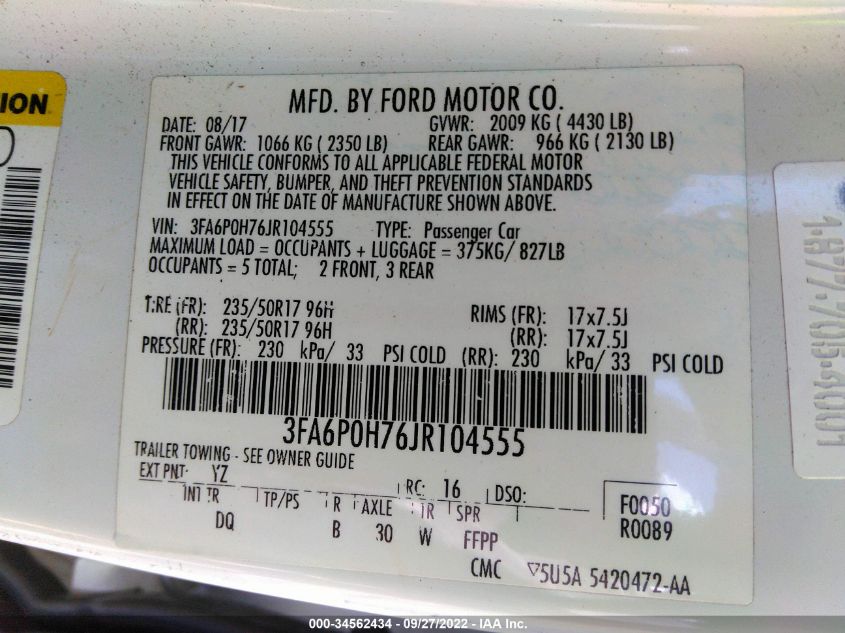 ION
MFD. BY FORD MOTOR CO.
DATE: 08/17 GVWR: 2009 KG ( 4430 LB)
FRONT GAWR: 1066 KG ( 2350 LB) REAR GAWR: 966 KG ( 2130 LB)
THIS VEHICLE CONFORMS TO ALL APPLICABLE FEDERAL MOTOR
VEHICLE SAFETY, BUMPER, AND THEFT PREVENTION STANDARDS
IN EFFECT ON THE DATE OF MANUFACTURE SHOWN ABOVE.
VIN: 3FA6P0H76JR104555 TYPE: Passenger Car
MAXIMUM LOAD = OCCUPANTS + LUGGAGE = 375KG/ 827LB
OCCUPANTS = 5 TOTAL; 2 FRONT, 3 REAR
TIRE (FR): 235/50R17 96H RIMS (FR): 17x7.5J
(RR): 235/50R17 96H (RR): 17x7.5J
PRESSURE (FR): 230 kPa/ 33 PSI COLD (RR): 230 kPa/ 33 PSI COLD
3FA6P0H76JR104555
TRAILER TOWING - SEE OWNER GUIDE
EXT PNT: YZ RC: 16 DSO: F0050
INT TR TP/PS R AXLE TR SPR R0089
DQ B 30 W FFPP
CMC ▽5U5A 5420472-AA
1-877-705-4001
000-34562434 - 09/27/2022 - IAA Inc.